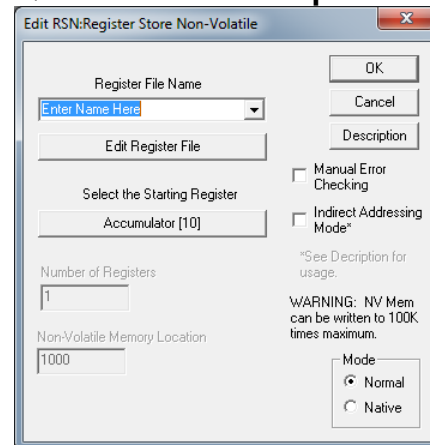 Edit RSN:Register Store Non-Volatile
Register File Name
Enter Name Here
Edit Register File
Select the Starting Register
Accumulator [10]
Number of Registers
1
Non-Volatile Memory Location
1000
OK
Cancel
Description
Manual Error
Checking
Indirect Addressing
Mode*
*See Decription for
usage.
WARNING: NV Mem
can be written to 100K
times maximum.
Mode
Normal
Native